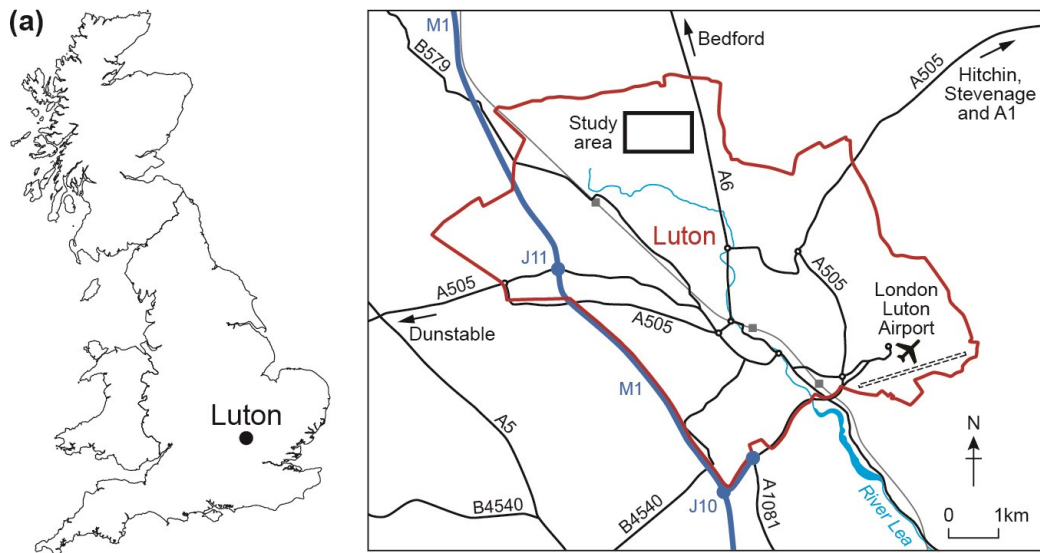 (a)
Luton
M1
B579
Bedford
A505
Hitchin,
Stevenage
and A1
Study
area
A6
Luton
J11
A505
A505
London
Luton
Airport
A505
Dunstable
M1
A5
N
B4540
B4540
J10
A1081
River Lea
0 1km